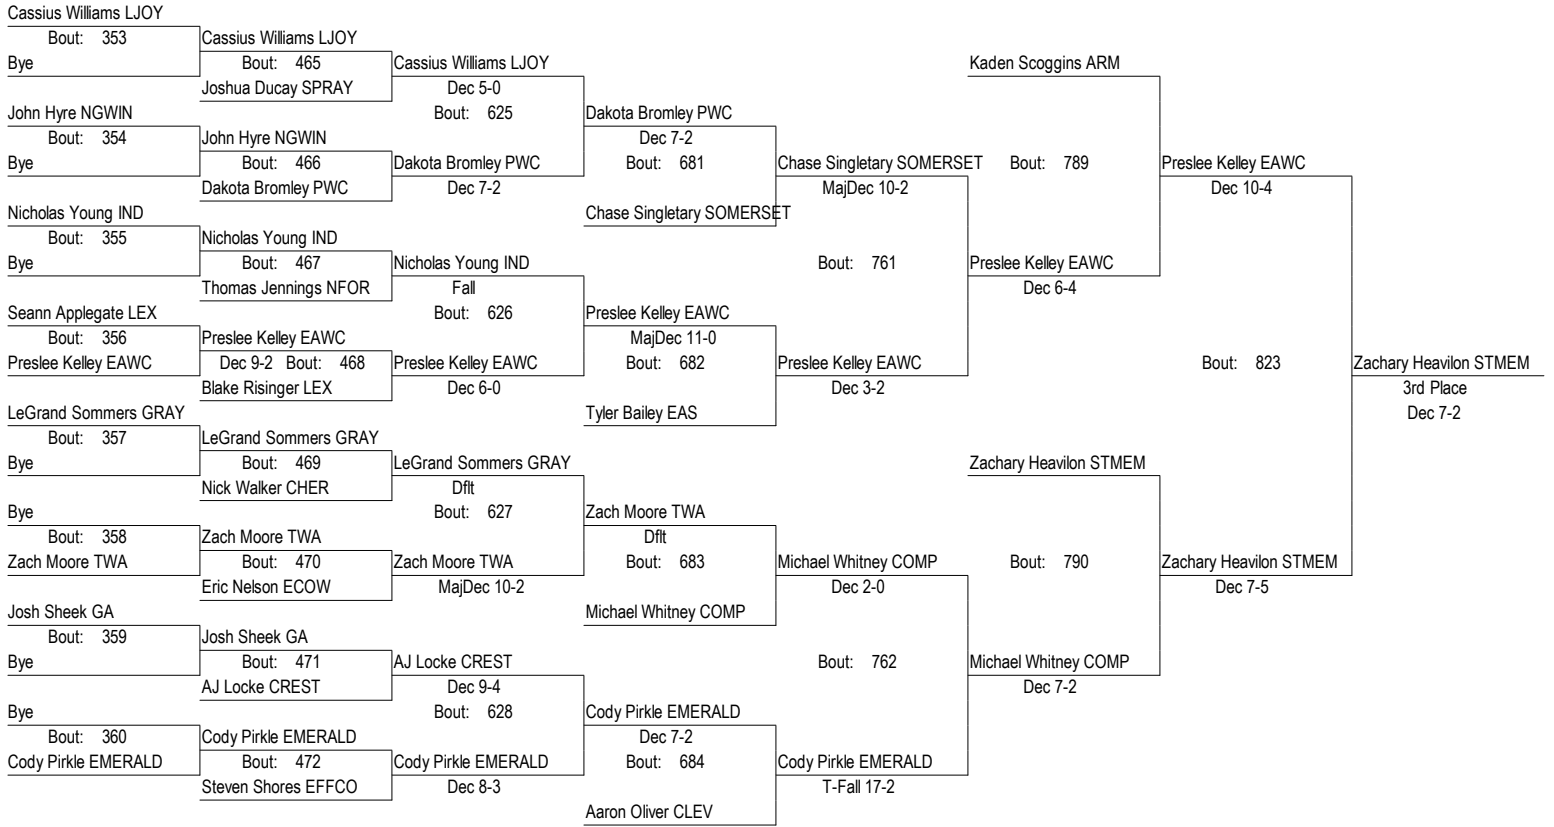 Cassius Williams LJOY
Bout: 353
Cassius Williams LJOY
Bye
Bout: 465
Cassius Williams LJOY
Kaden Scoggins ARM
Joshua Ducay SPRAY
Dec 5-0
John Hyre NGWIN
Bout: 625
Dakota Bromley PWC
Bout: 354
John Hyre NGWIN
Dec 7-2
Bye
Bout: 466
Dakota Bromley PWC
Bout: 681
Chase Singletary SOMERSET
Bout: 789
Preslee Kelley EAWC
Dakota Bromley PWC
Dec 7-2
MajDec 10-2
Dec 10-4
Nicholas Young IND
Chase Singletary SOMERSET
Bout: 355
Nicholas Young IND
Bye
Bout: 467
Nicholas Young IND
Bout: 761
Preslee Kelley EAWC
Thomas Jennings NFOR
Fall
Dec 6-4
Seann Applegate LEX
Bout: 626
Preslee Kelley EAWC
Bout: 356
Preslee Kelley EAWC
MajDec 11-0
Preslee Kelley EAWC
Dec 9-2 Bout: 468
Preslee Kelley EAWC
Bout: 682
Preslee Kelley EAWC
Bout: 823
Zachary Heavilon STMEM
Blake Risinger LEX
Dec 6-0
Dec 3-2
3rd Place
LeGrand Sommers GRAY
Tyler Bailey EAS
Dec 7-2
Bout: 357
LeGrand Sommers GRAY
Bye
Bout: 469
LeGrand Sommers GRAY
Zachary Heavilon STMEM
Nick Walker CHER
Dflt
Bye
Bout: 627
Zach Moore TWA
Bout: 358
Zach Moore TWA
Dflt
Zach Moore TWA
Bout: 470
Zach Moore TWA
Bout: 683
Michael Whitney COMP
Bout: 790
Zachary Heavilon STMEM
Eric Nelson ECOW
MajDec 10-2
Dec 2-0
Dec 7-5
Josh Sheek GA
Michael Whitney COMP
Bout: 359
Josh Sheek GA
Bye
Bout: 471
AJ Locke CREST
Bout: 762
Michael Whitney COMP
AJ Locke CREST
Dec 9-4
Dec 7-2
Bye
Bout: 628
Cody Pirkle EMERALD
Bout: 360
Cody Pirkle EMERALD
Dec 7-2
Cody Pirkle EMERALD
Bout: 472
Cody Pirkle EMERALD
Bout: 684
Cody Pirkle EMERALD
Steven Shores EFFCO
Dec 8-3
T-Fall 17-2
Aaron Oliver CLEV